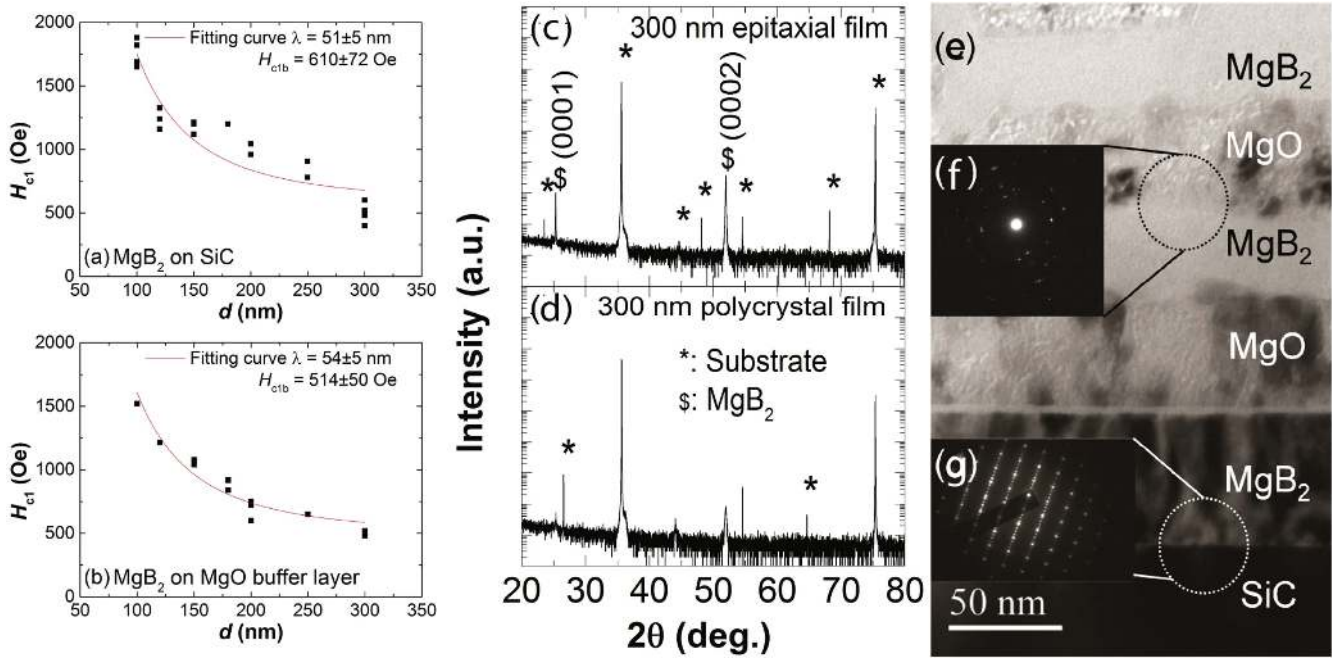 2000
1500
1000
500
0
H_c1 (Oe)
Fitting curve λ = 51±5 nm
H_c1b = 610±72 Oe
(a) MgB₂ on SiC
50 100 150 200 250 300 350
d (nm)
2000
1500
1000
500
0
H_c1 (Oe)
Fitting curve λ = 54±5 nm
H_c1b = 514±50 Oe
(b) MgB₂ on MgO buffer layer
50 100 150 200 250 300 350
d (nm)
Intensity (a.u.)
(c) 300 nm epitaxial film
* $ (0001) * * * $ (0002) * * *
(d) 300 nm polycrystal film
*: Substrate
$: MgB₂
* *
20 30 40 50 60 70 80
2θ (deg.)
(e)
MgB₂
MgO
(f)
MgB₂
MgO
(g)
MgB₂
SiC
50 nm